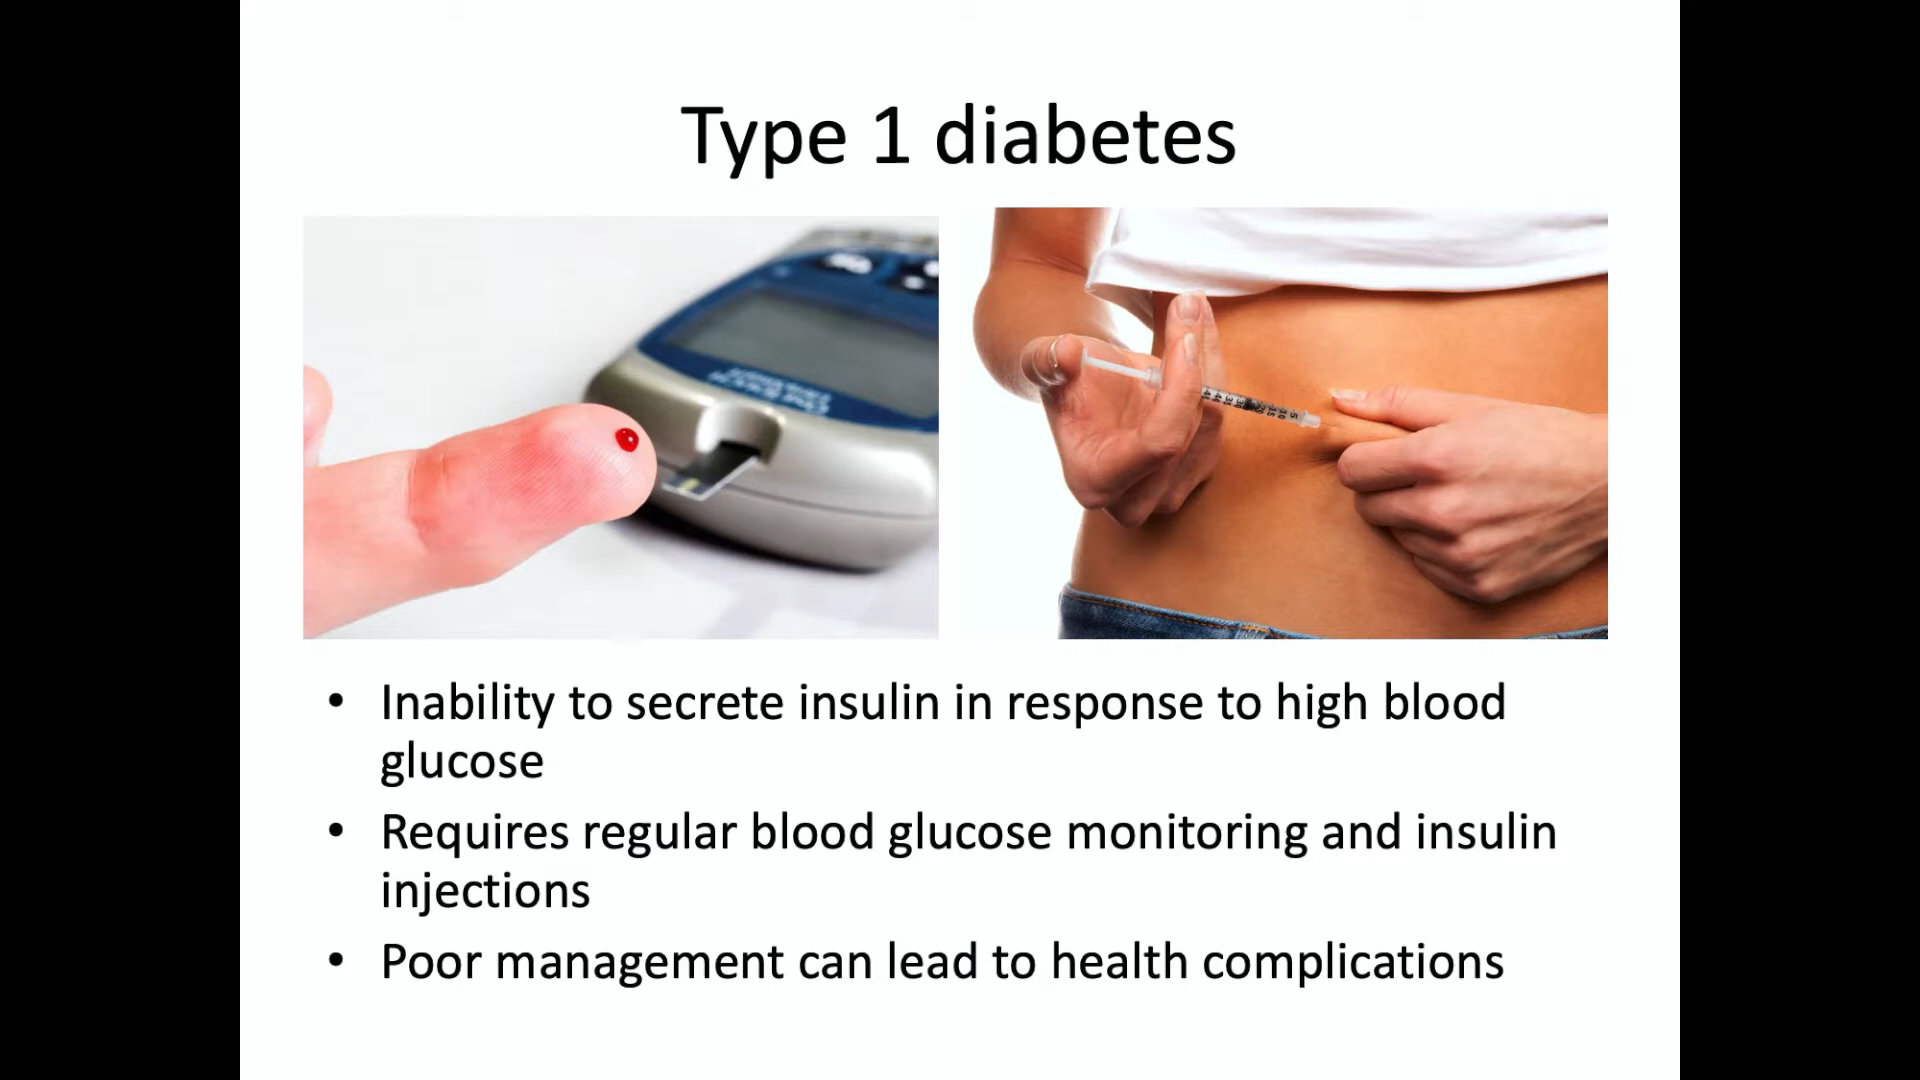 Type 1 diabetes
• Inability to secrete insulin in response to high blood
glucose
• Requires regular blood glucose monitoring and insulin
injections
• Poor management can lead to health complications